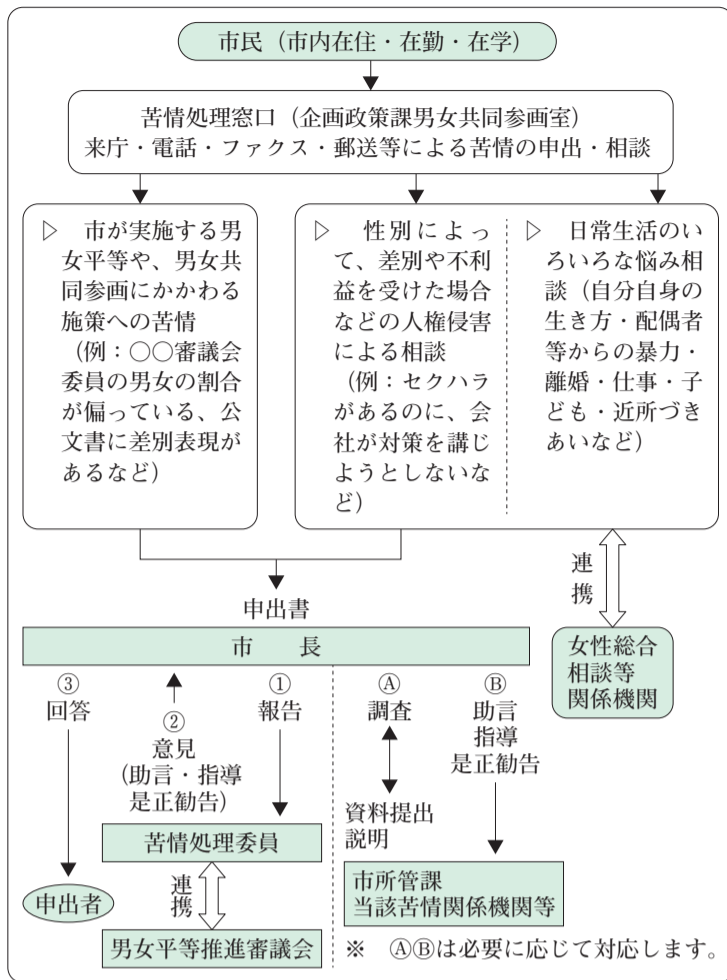 市民（市内在住・在勤・在学）
苦情処理窓口（企画政策課男女共同参画室）
来庁・電話・ファクス・郵送等による苦情の申出・相談
▷　市が実施する男
女平等や、男女共
同参画にかかわる
施策への苦情
（例：○○審議会
委員の男女の割合
が偏っている、公
文書に差別表現が
あるなど）
▷　性別によっ
て、差別や不利
益を受けた場合
などの人権侵害
による相談
（例：セクハラ
があるのに、会
社が対策を講じ
ようとしないな
ど）
▷　日常生活のい
ろいろな悩み相
談（自分自身の
生き方・配偶者
等からの暴力・
離婚・仕事・子
ども・近所づき
あいなど）
連携
女性総合
相談等
関係機関
申出書
市　　長
③
回答
②
意見
（助言・指導
是正勧告）
①
報告
Ⓐ
調査
Ⓑ
助言
指導
是正勧告
資料提出
説明
苦情処理委員
連携
申出者
男女平等推進審議会
市所管課
当該苦情関係機関等
※　ⒶⒷは必要に応じて対応します。